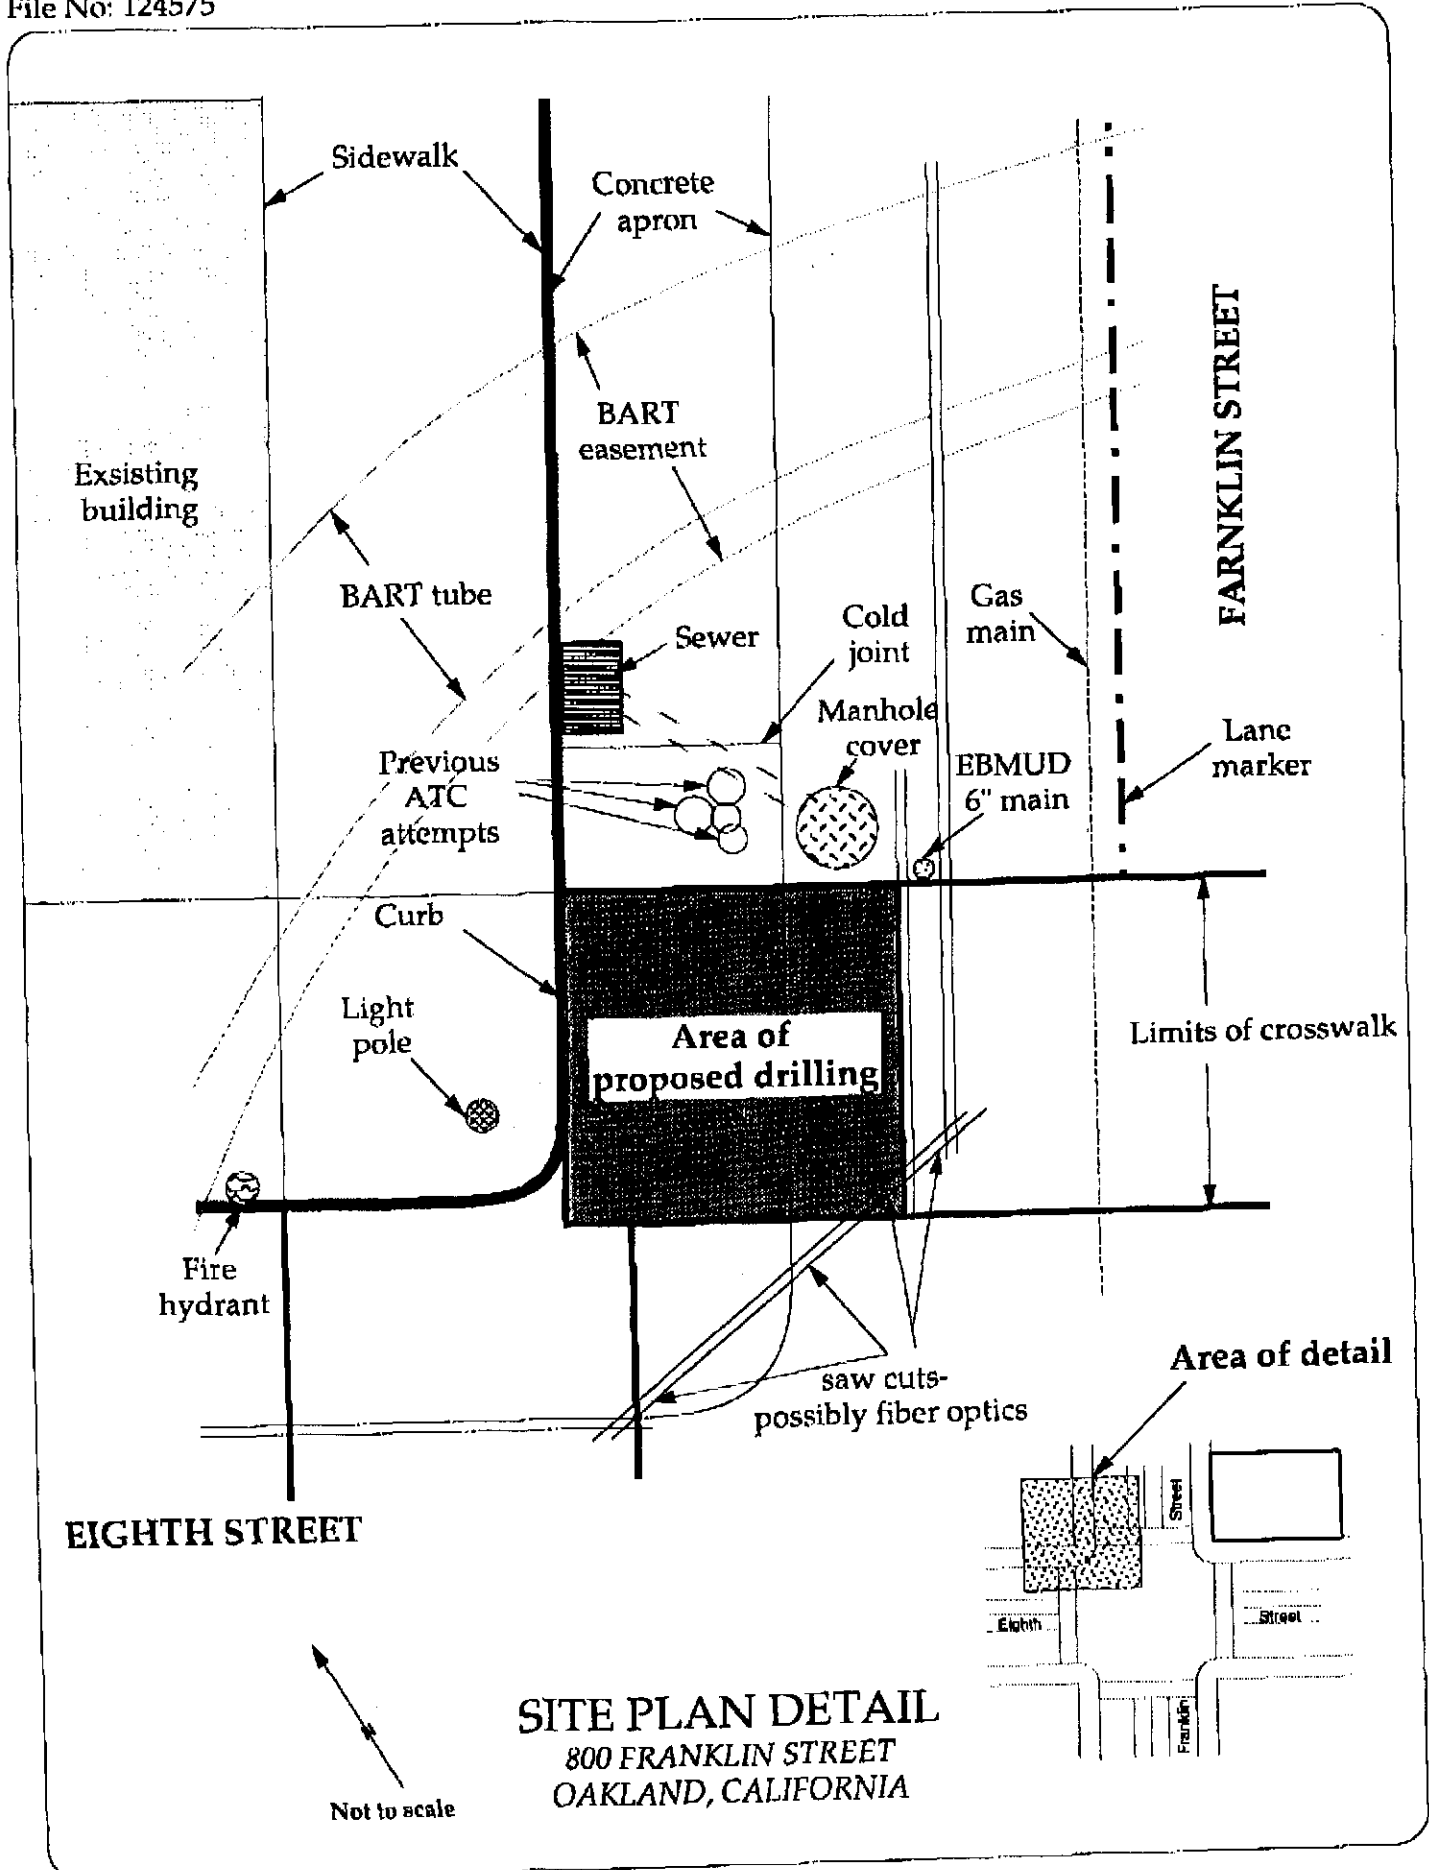 File No: 124575
Sidewalk
Concrete
apron
FARNKLIN STREET
BART
easement
Exsisting
building
BART tube
Sewer
Cold
joint
Gas
main
Manhole
cover
Previous
ATC
attempts
EBMUD
6" main
Lane
marker
Curb
Light
pole
Area of
proposed drilling
Limits of crosswalk
Fire
hydrant
saw cuts-
possibly fiber optics
Area of detail
EIGHTH STREET
Street
Eighth
Street
Franklin
SITE PLAN DETAIL
800 FRANKLIN STREET
OAKLAND, CALIFORNIA
Not to scale